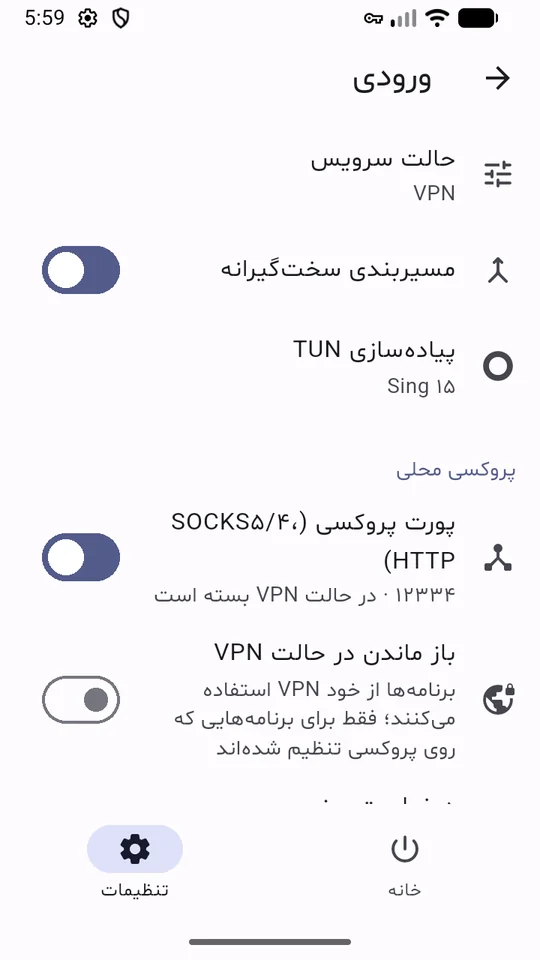 5:59
ورودی
حالت سرویس
VPN
مسیربندی سخت‌گیرانه
پیاده‌سازی TUN
Sing ۱۵
پروکسی محلی
پورت پروکسی (SOCKS۵/۴،
HTTP)
۱۲۳۳۴ · در حالت VPN بسته است
باز ماندن در حالت VPN
برنامه‌ها از خود VPN استفاده
می‌کنند؛ فقط برای برنامه‌هایی که
روی پروکسی تنظیم شده‌اند
خانه
تنظیمات